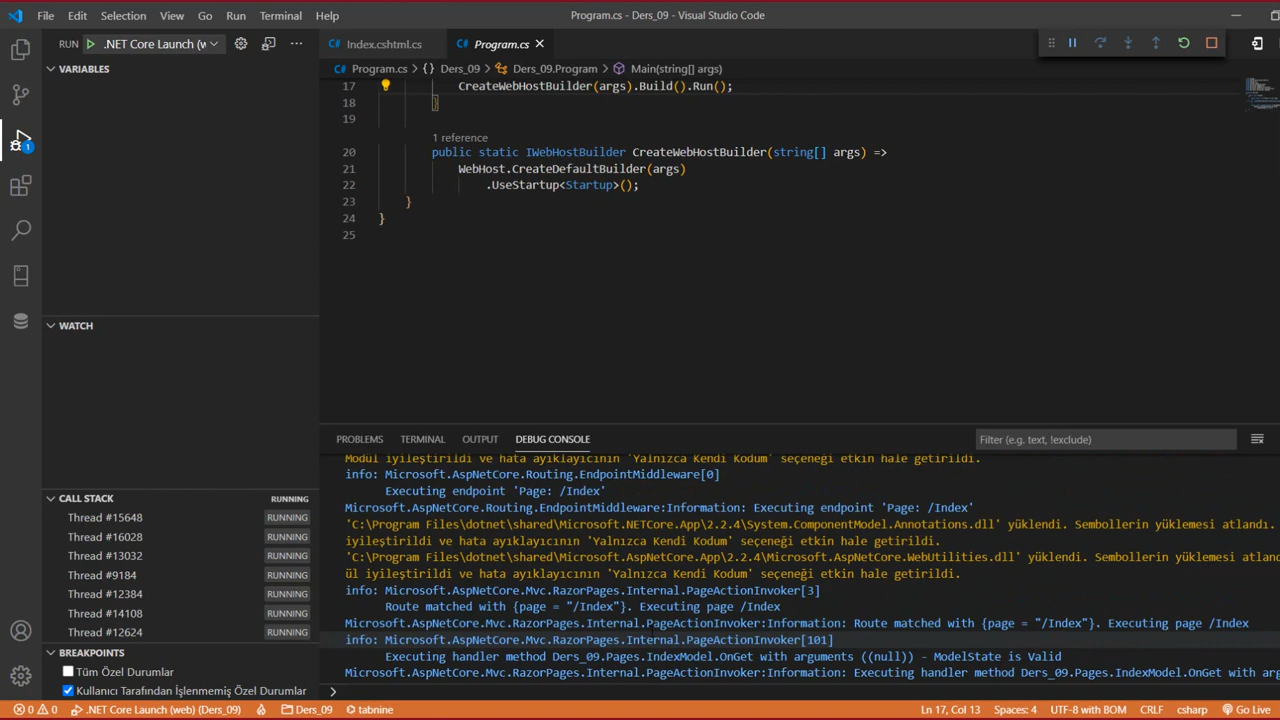 File Edit Selection View Go Run Terminal Help
Program.cs - Ders_09 - Visual Studio Code
RUN .NET Core Launch (w
Index.cshtml.cs
Program.cs
Program.cs {} Ders_09 Ders_09.Program Main(string[] args)
VARIABLES
17 CreateWebHostBuilder(args).Build().Run();
18 }
19
1 reference
20 public static IWebHostBuilder CreateWebHostBuilder(string[] args) =>
21 WebHost.CreateDefaultBuilder(args)
22 .UseStartup<Startup>();
23 }
24 }
25
WATCH
CALL STACK RUNNING
Thread #15648 RUNNING
Thread #16028 RUNNING
Thread #13032 RUNNING
Thread #9184 RUNNING
Thread #12384 RUNNING
Thread #14108 RUNNING
Thread #12624 RUNNING
BREAKPOINTS
Tüm Özel Durumlar
Kullanıcı Tarafından İşlenmemiş Özel Durumlar
1
PROBLEMS TERMINAL OUTPUT DEBUG CONSOLE
Filter (e.g. text, !exclude)
Modül iyileştirildi ve hata ayıklayıcının 'Yalnızca Kendi Kodum' seçeneği etkin hale getirildi.
info: Microsoft.AspNetCore.Routing.EndpointMiddleware[0]
Executing endpoint 'Page: /Index'
Microsoft.AspNetCore.Routing.EndpointMiddleware:Information: Executing endpoint 'Page: /Index'
'C:\Program Files\dotnet\shared\Microsoft.NETCore.App\2.2.4\System.ComponentModel.Annotations.dll' yüklendi. Sembollerin yüklemesi atlandı.
iyileştirildi ve hata ayıklayıcının 'Yalnızca Kendi Kodum' seçeneği etkin hale getirildi.
'C:\Program Files\dotnet\shared\Microsoft.AspNetCore.App\2.2.4\Microsoft.AspNetCore.WebUtilities.dll' yüklendi. Sembollerin yüklemesi atland
ül iyileştirildi ve hata ayıklayıcının 'Yalnızca Kendi Kodum' seçeneği etkin hale getirildi.
info: Microsoft.AspNetCore.Mvc.RazorPages.Internal.PageActionInvoker[3]
Route matched with {page = "/Index"}. Executing page /Index
Microsoft.AspNetCore.Mvc.RazorPages.Internal.PageActionInvoker:Information: Route matched with {page = "/Index"}. Executing page /Index
info: Microsoft.AspNetCore.Mvc.RazorPages.Internal.PageActionInvoker[101]
Executing handler method Ders_09.Pages.IndexModel.OnGet with arguments ((null)) - ModelState is Valid
Microsoft.AspNetCore.Mvc.RazorPages.Internal.PageActionInvoker:Information: Executing handler method Ders_09.Pages.IndexModel.OnGet with arg
0 0 .NET Core Launch (web) (Ders_09) Ders_09 tabnine
Ln 17, Col 13 Spaces: 4 UTF-8 with BOM CRLF csharp Go Live